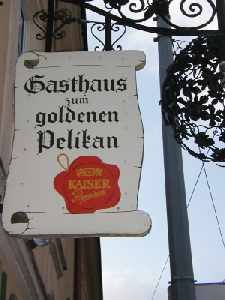 Gasthaus
zum
goldenen
Pelikan
KAISER